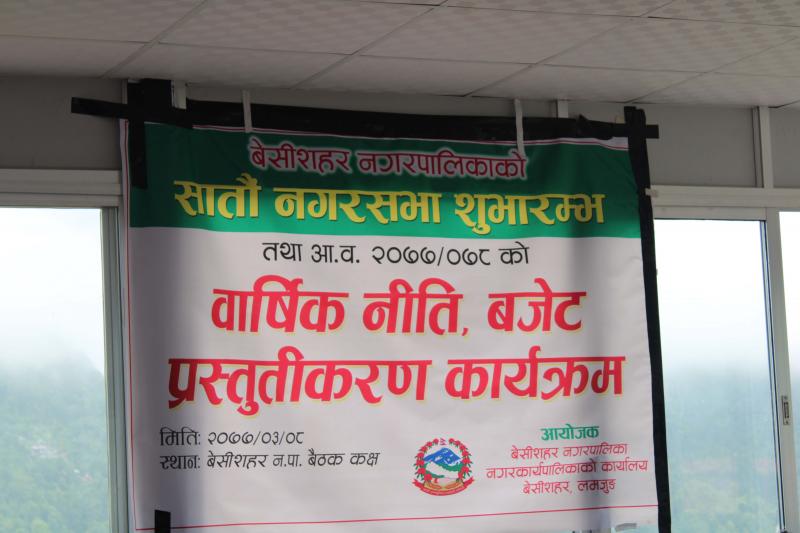 बेसीशहर नगरपालिकाको
सातौं नगरसभा शुभारम्भ
तथा आ.व. २०७७/०७८ को
वार्षिक नीति, बजेट
प्रस्तुतीकरण कार्यक्रम
मिति: २०७७/०३/०८
स्थान: बेसीशहर न.पा. बैठक कक्ष
आयोजक
बेसीशहर नगरपालिका
नगरकार्यपालिकाको कार्यालय
बेसीशहर, लमजुङ